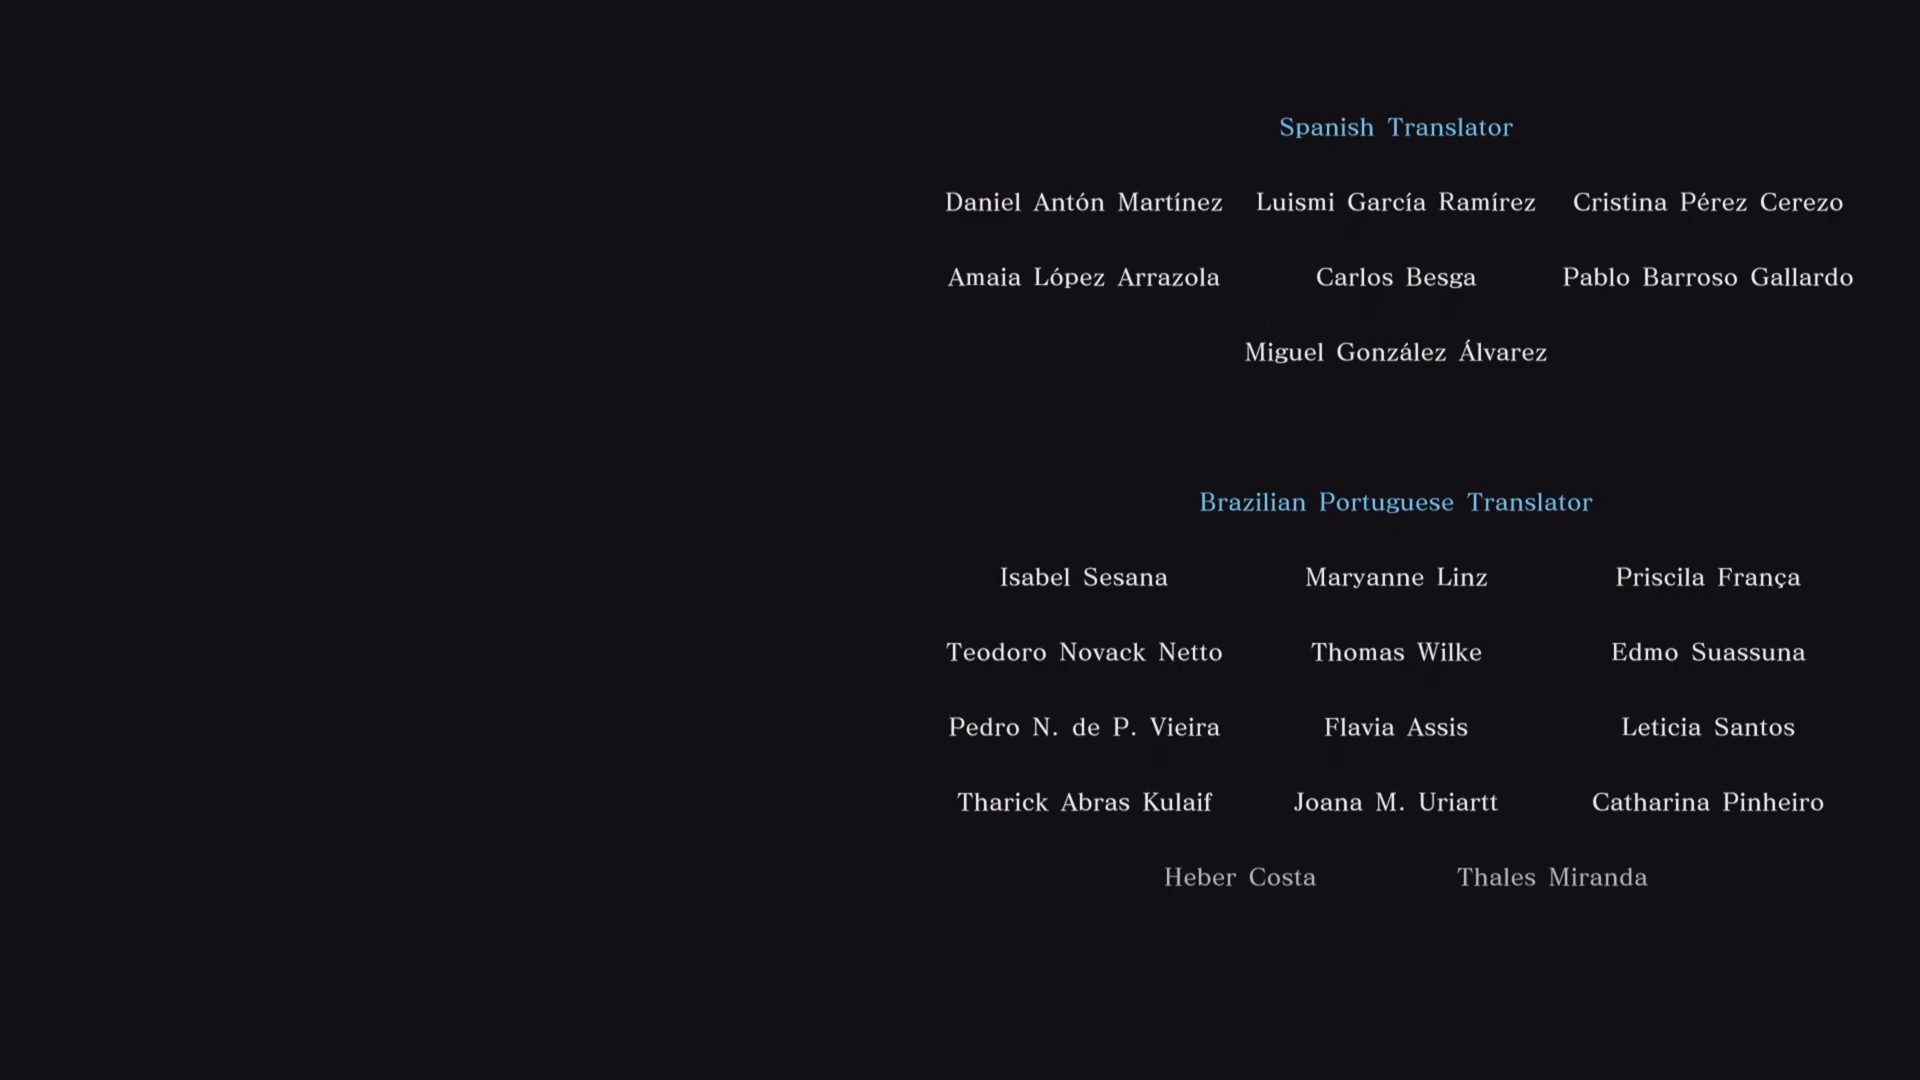 Spanish Translator
Daniel Antón Martínez Luismi García Ramírez Cristina Pérez Cerezo
Amaia López Arrazola Carlos Besga Pablo Barroso Gallardo
Miguel González Álvarez
Brazilian Portuguese Translator
Isabel Sesana Maryanne Linz Priscila França
Teodoro Novack Netto Thomas Wilke Edmo Suassuna
Pedro N. de P. Vieira Flavia Assis Leticia Santos
Tharick Abras Kulaif Joana M. Uriartt Catharina Pinheiro
Heber Costa Thales Miranda